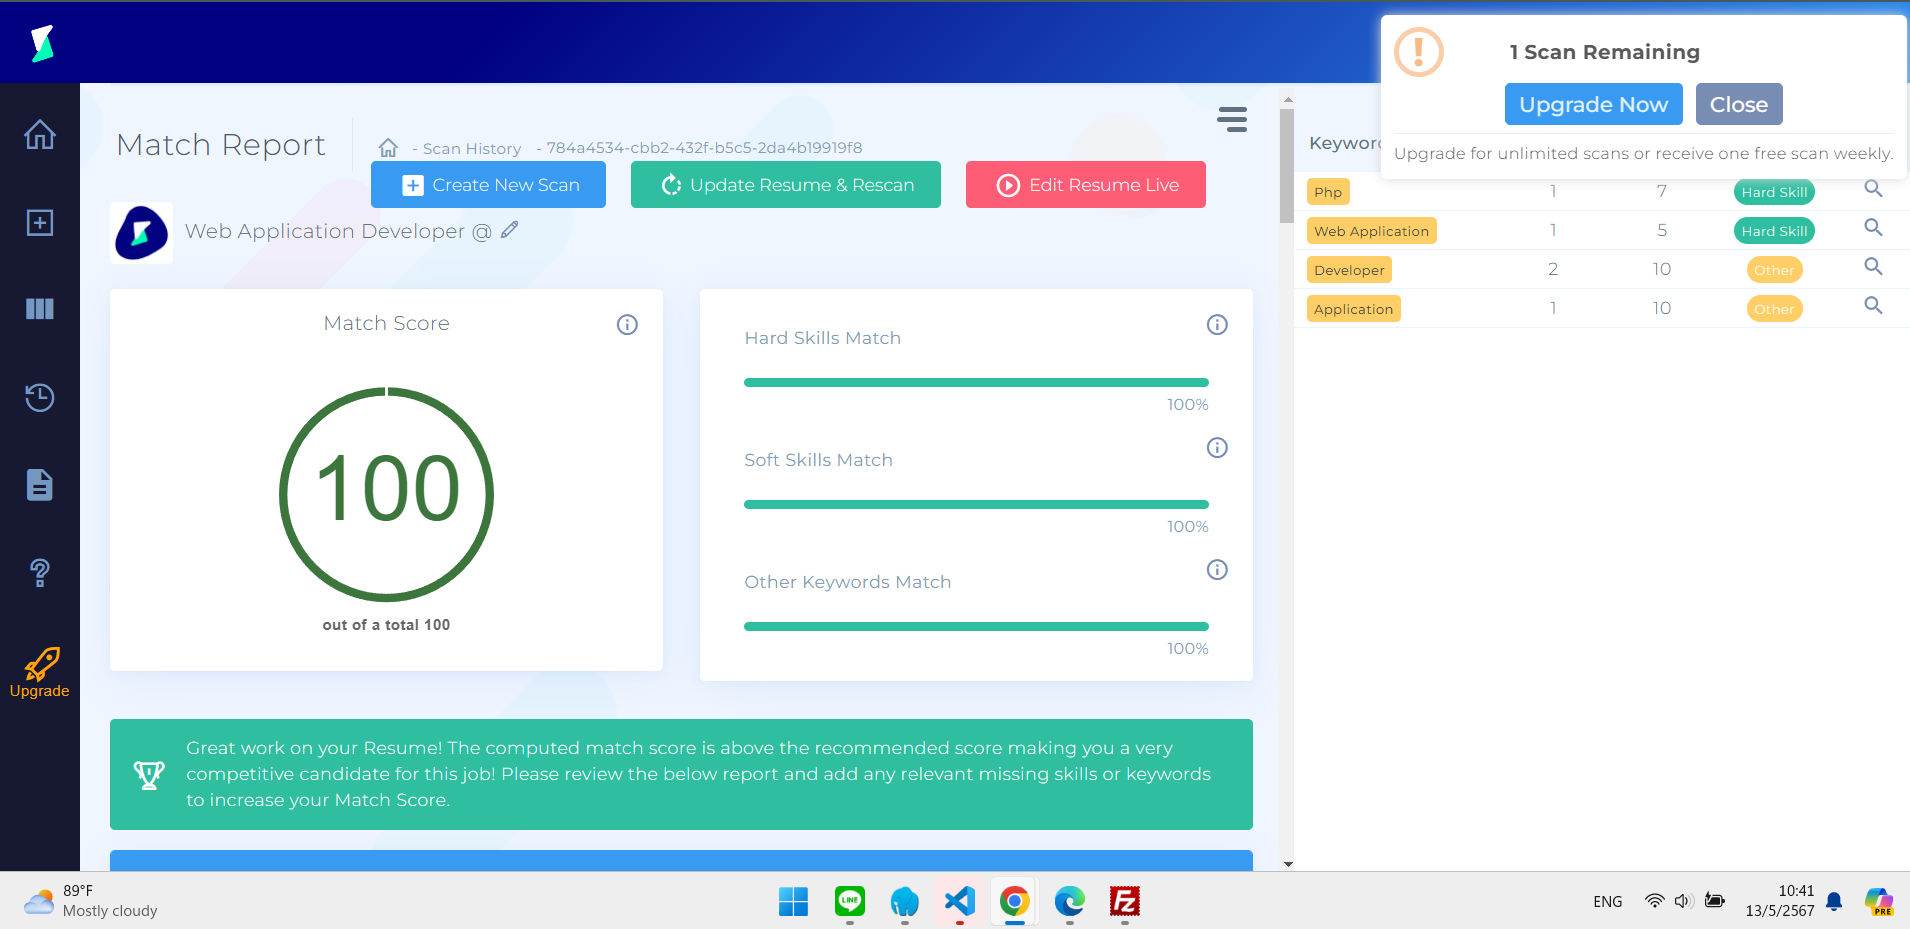 1 Scan Remaining
Upgrade Now
Close
Upgrade for unlimited scans or receive one free scan weekly.
Match Report
- Scan History - 784a4534-cbb2-432f-b5c5-2da4b19919f8
Create New Scan
Update Resume & Rescan
Edit Resume Live
Web Application Developer @
Match Score
100
out of a total 100
Hard Skills Match
100%
Soft Skills Match
100%
Other Keywords Match
100%
Great work on your Resume! The computed match score is above the recommended score making you a very
competitive candidate for this job! Please review the below report and add any relevant missing skills or keywords
to increase your Match Score.
Upgrade
Php 1 7 Hard Skill
Web Application 1 5 Hard Skill
Developer 2 10 Other
Application 1 10 Other
89°F
Mostly cloudy
LINE
Fz
ENG
10:41
13/5/2567
PRE